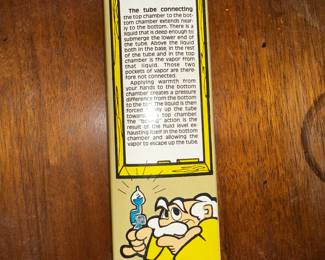 The tube connecting
the top chamber to the bot-
tom chamber extends near-
ly to the bottom. There is a
liquid that is deep enough to
submerge the lower end of
the tube. Above the liquid
both in the base, in the rest
of the tube and in the top
chamber is the vapor from
that liquid. Those two
pockets of vapor are there-
fore not connected.
Applying warmth from
your hands to the bottom
chamber creates a pressure
difference from the bottom
to the top. The liquid is then
forced up the tube
towards top chamber.
The action is the
result of the fluid level ex-
hausting itself in the bottom
chamber and allowing the
vapor to escape up the tube.